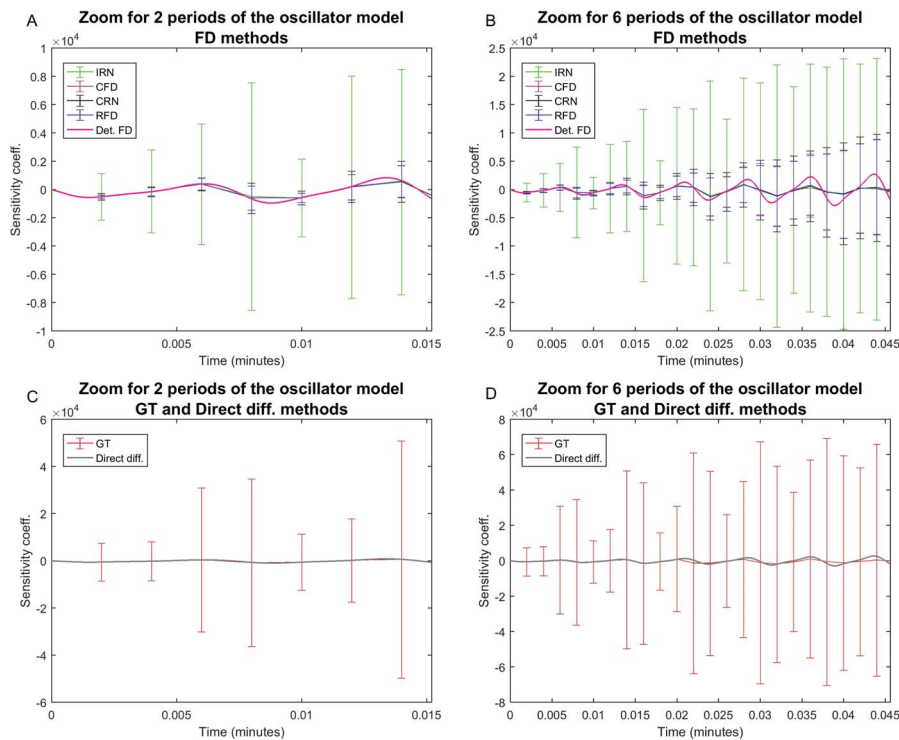 A
Zoom for 2 periods of the oscillator model
FD methods
×10⁴
1
0.8
0.6
0.4
0.2
0
-0.2
-0.4
-0.6
-0.8
-1
Sensitivity coeff.
IRN
CFD
CRN
RFD
Det. FD
0
0.005
0.01
0.015
Time (minutes)
B
Zoom for 6 periods of the oscillator model
FD methods
×10⁴
2.5
2
1.5
1
0.5
0
-0.5
-1
-1.5
-2
-2.5
Sensitivity coeff.
IRN
CFD
CRN
RFD
Det. FD
0
0.005
0.01
0.015
0.02
0.025
0.03
0.035
0.04
0.045
Time (minutes)
C
Zoom for 2 periods of the oscillator model
GT and Direct diff. methods
×10⁴
6
4
2
0
-2
-4
-6
Sensitivity coeff.
GT
Direct diff.
0
0.005
0.01
0.015
Time (minutes)
D
Zoom for 6 periods of the oscillator model
GT and Direct diff. methods
×10⁴
8
6
4
2
0
-2
-4
-6
-8
Sensitivity coeff.
GT
Direct diff.
0
0.005
0.01
0.015
0.02
0.025
0.03
0.035
0.04
0.045
Time (minutes)